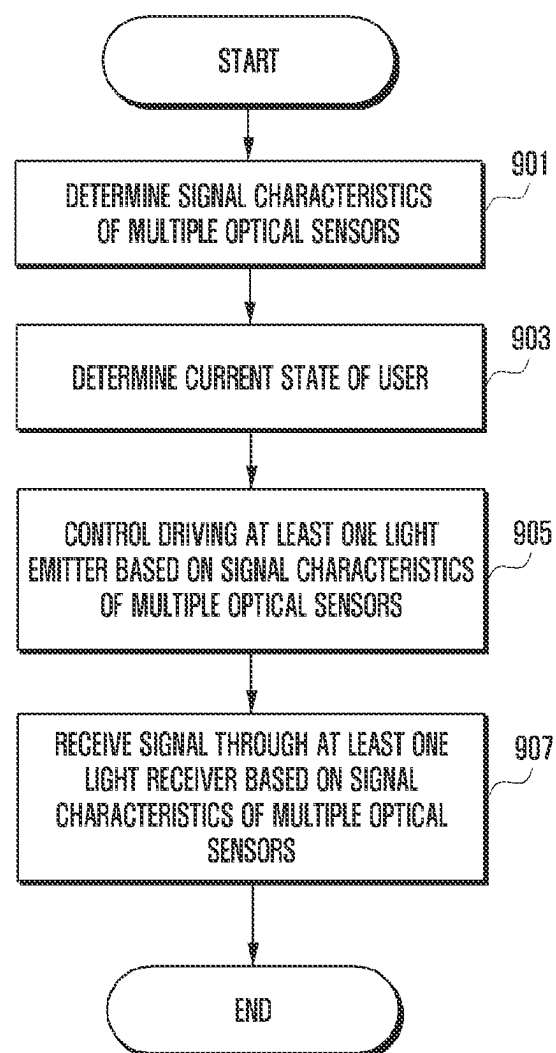 START
901
DETERMINE SIGNAL CHARACTERISTICS
OF MULTIPLE OPTICAL SENSORS
903
DETERMINE CURRENT STATE OF USER
905
CONTROL DRIVING AT LEAST ONE LIGHT
EMITTER BASED ON SIGNAL CHARACTERISTICS
OF MULTIPLE OPTICAL SENSORS
907
RECEIVE SIGNAL THROUGH AT LEAST ONE
LIGHT RECEIVER BASED ON SIGNAL
CHARACTERISTICS OF MULTIPLE OPTICAL
SENSORS
END